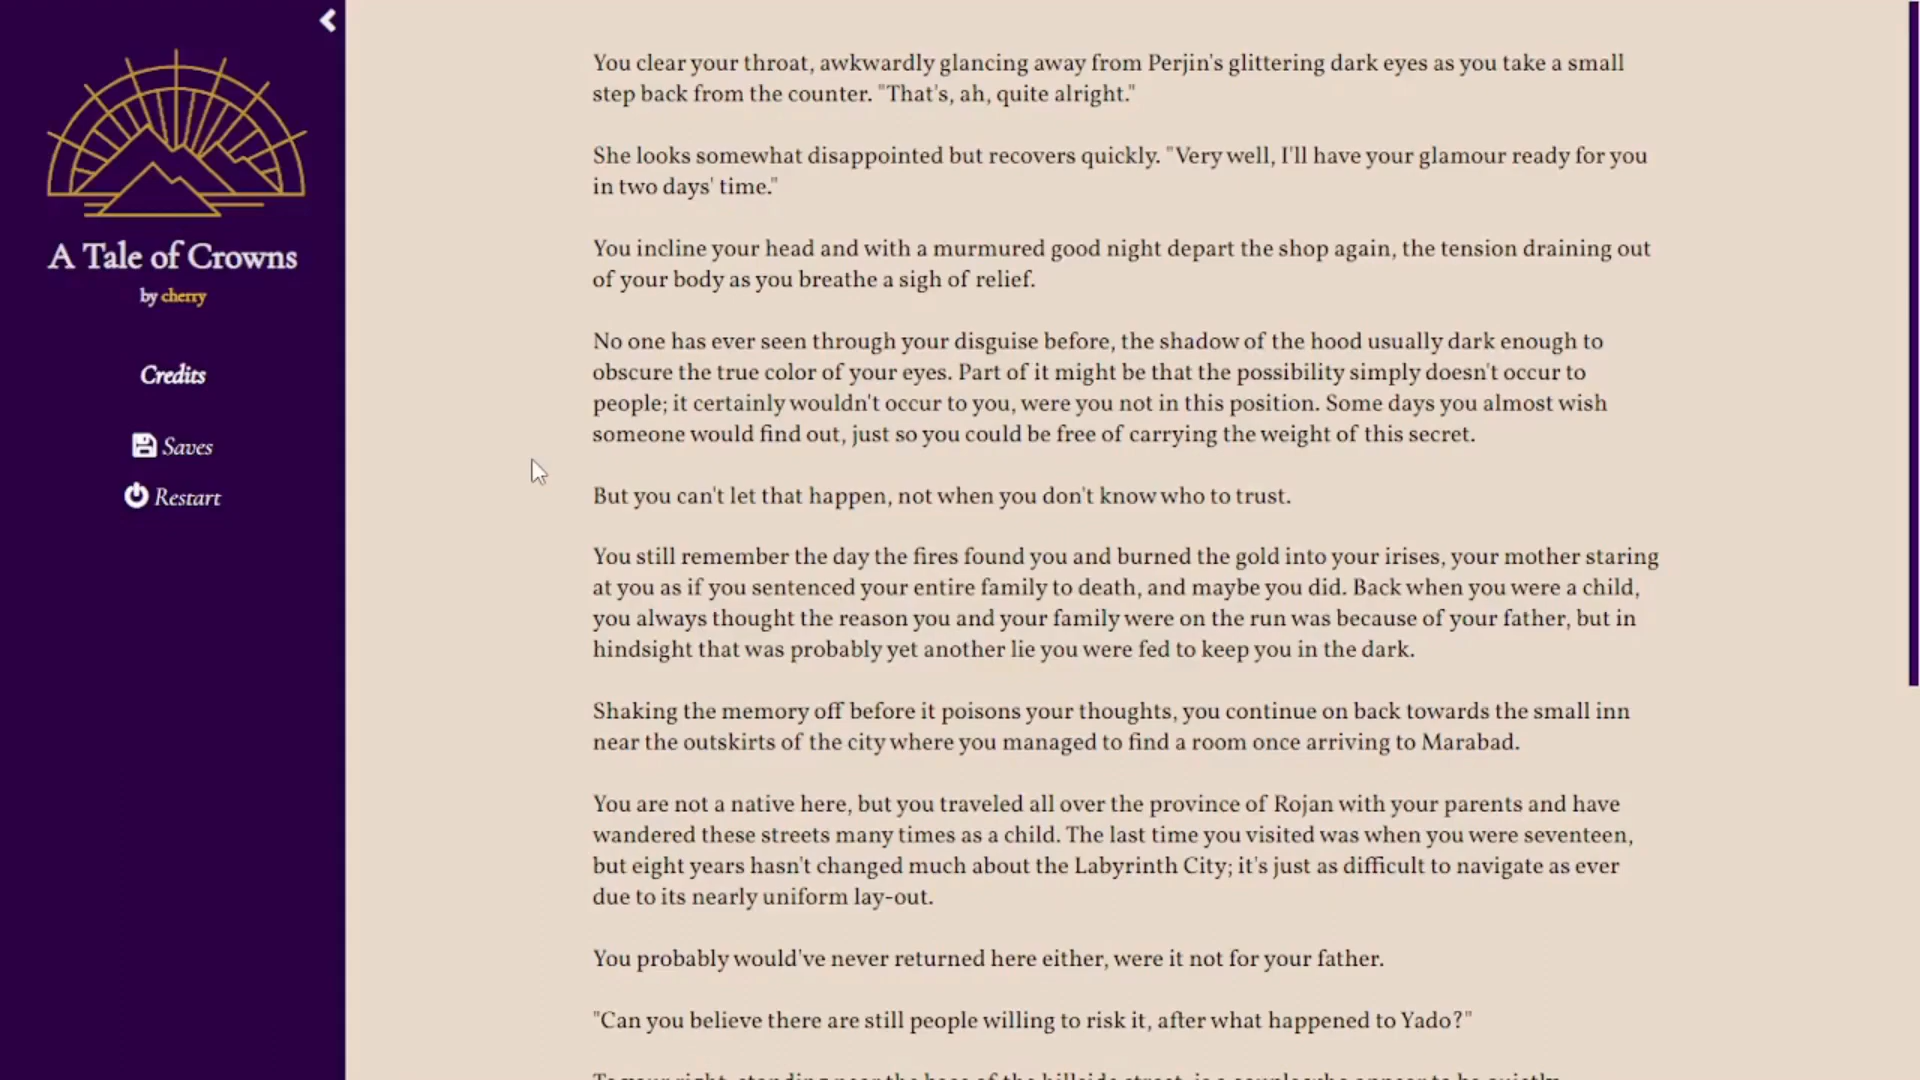 A Tale of Crowns
by cherry
Credits
Saves
Restart
You clear your throat, awkwardly glancing away from Perjin's glittering dark eyes as you take a small
step back from the counter. "That's, ah, quite alright."
She looks somewhat disappointed but recovers quickly. "Very well, I'll have your glamour ready for you
in two days' time."
You incline your head and with a murmured good night depart the shop again, the tension draining out
of your body as you breathe a sigh of relief.
No one has ever seen through your disguise before, the shadow of the hood usually dark enough to
obscure the true color of your eyes. Part of it might be that the possibility simply doesn't occur to
people; it certainly wouldn't occur to you, were you not in this position. Some days you almost wish
someone would find out, just so you could be free of carrying the weight of this secret.
But you can't let that happen, not when you don't know who to trust.
You still remember the day the fires found you and burned the gold into your irises, your mother staring
at you as if you sentenced your entire family to death, and maybe you did. Back when you were a child,
you always thought the reason you and your family were on the run was because of your father, but in
hindsight that was probably yet another lie you were fed to keep you in the dark.
Shaking the memory off before it poisons your thoughts, you continue on back towards the small inn
near the outskirts of the city where you managed to find a room once arriving to Marabad.
You are not a native here, but you traveled all over the province of Rojan with your parents and have
wandered these streets many times as a child. The last time you visited was when you were seventeen,
but eight years hasn't changed much about the Labyrinth City; it's just as difficult to navigate as ever
due to its nearly uniform lay-out.
You probably would've never returned here either, were it not for your father.
"Can you believe there are still people willing to risk it, after what happened to Yado?"